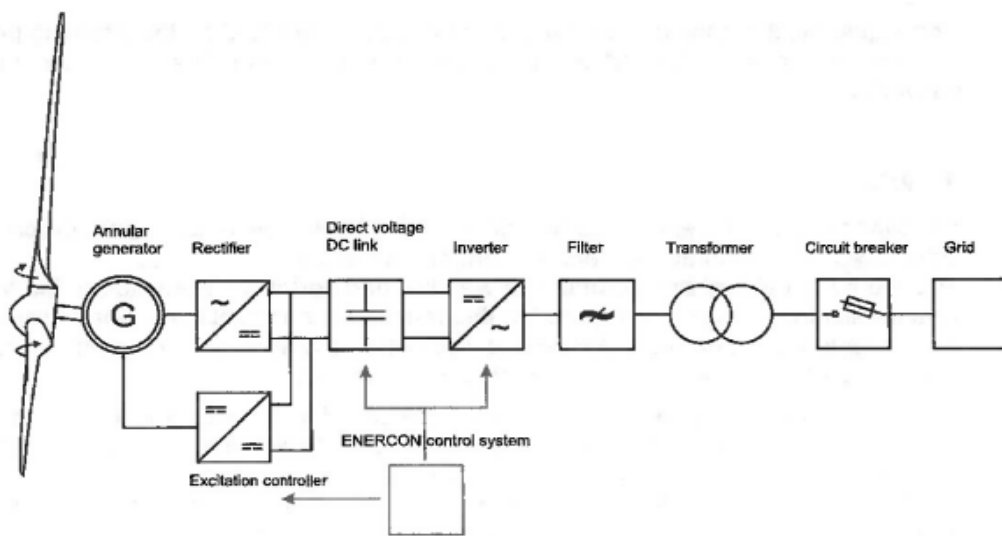 Annular
generator
Rectifier
Direct voltage
DC link
Inverter
Filter
Transformer
Circuit breaker
Grid
G
ENERCON control system
Excitation controller